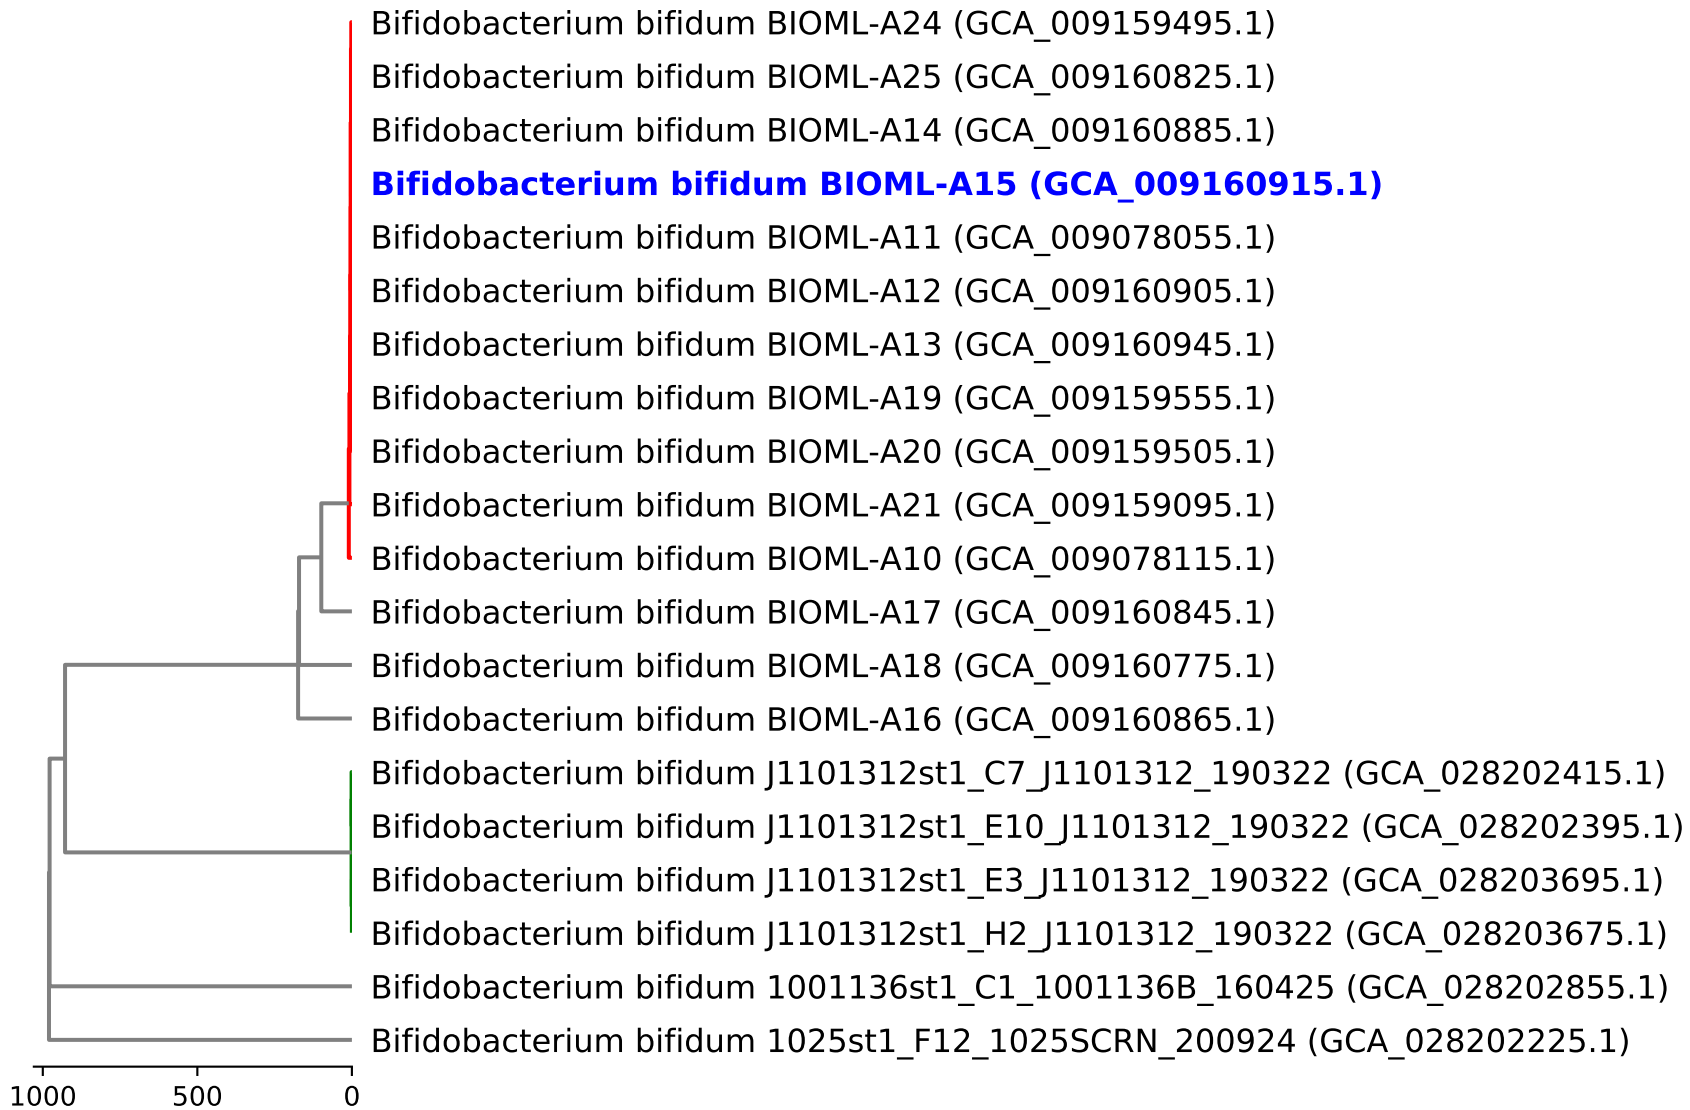 Bifidobacterium bifidum BIOML-A24 (GCA_009159495.1)
Bifidobacterium bifidum BIOML-A25 (GCA_009160825.1)
Bifidobacterium bifidum BIOML-A14 (GCA_009160885.1)
Bifidobacterium bifidum BIOML-A15 (GCA_009160915.1)
Bifidobacterium bifidum BIOML-A11 (GCA_009078055.1)
Bifidobacterium bifidum BIOML-A12 (GCA_009160905.1)
Bifidobacterium bifidum BIOML-A13 (GCA_009160945.1)
Bifidobacterium bifidum BIOML-A19 (GCA_009159555.1)
Bifidobacterium bifidum BIOML-A20 (GCA_009159505.1)
Bifidobacterium bifidum BIOML-A21 (GCA_009159095.1)
Bifidobacterium bifidum BIOML-A10 (GCA_009078115.1)
Bifidobacterium bifidum BIOML-A17 (GCA_009160845.1)
Bifidobacterium bifidum BIOML-A18 (GCA_009160775.1)
Bifidobacterium bifidum BIOML-A16 (GCA_009160865.1)
Bifidobacterium bifidum J1101312st1_C7_J1101312_190322 (GCA_028202415.1)
Bifidobacterium bifidum J1101312st1_E10_J1101312_190322 (GCA_028202395.1)
Bifidobacterium bifidum J1101312st1_E3_J1101312_190322 (GCA_028203695.1)
Bifidobacterium bifidum J1101312st1_H2_J1101312_190322 (GCA_028203675.1)
Bifidobacterium bifidum 1001136st1_C1_1001136B_160425 (GCA_028202855.1)
Bifidobacterium bifidum 1025st1_F12_1025SCRN_200924 (GCA_028202225.1)
1000 500 0